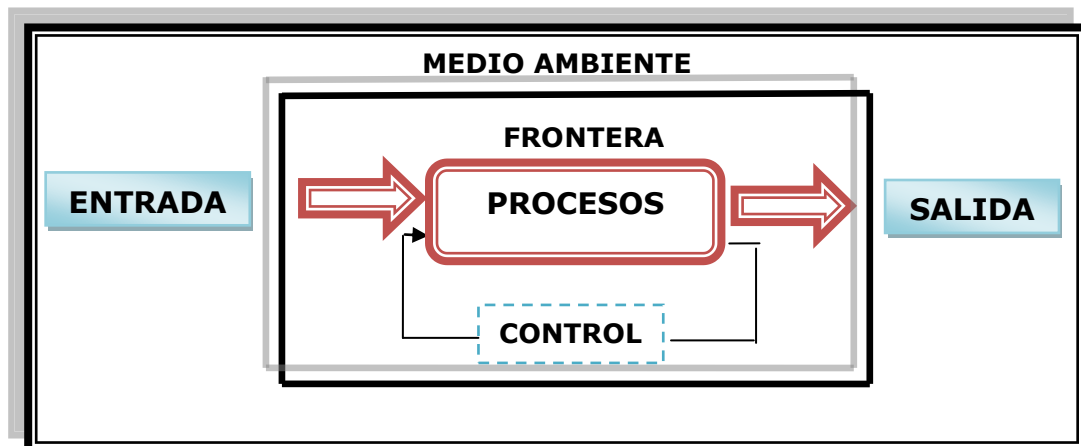 MEDIO AMBIENTE
FRONTERA
ENTRADA
PROCESOS
SALIDA
CONTROL